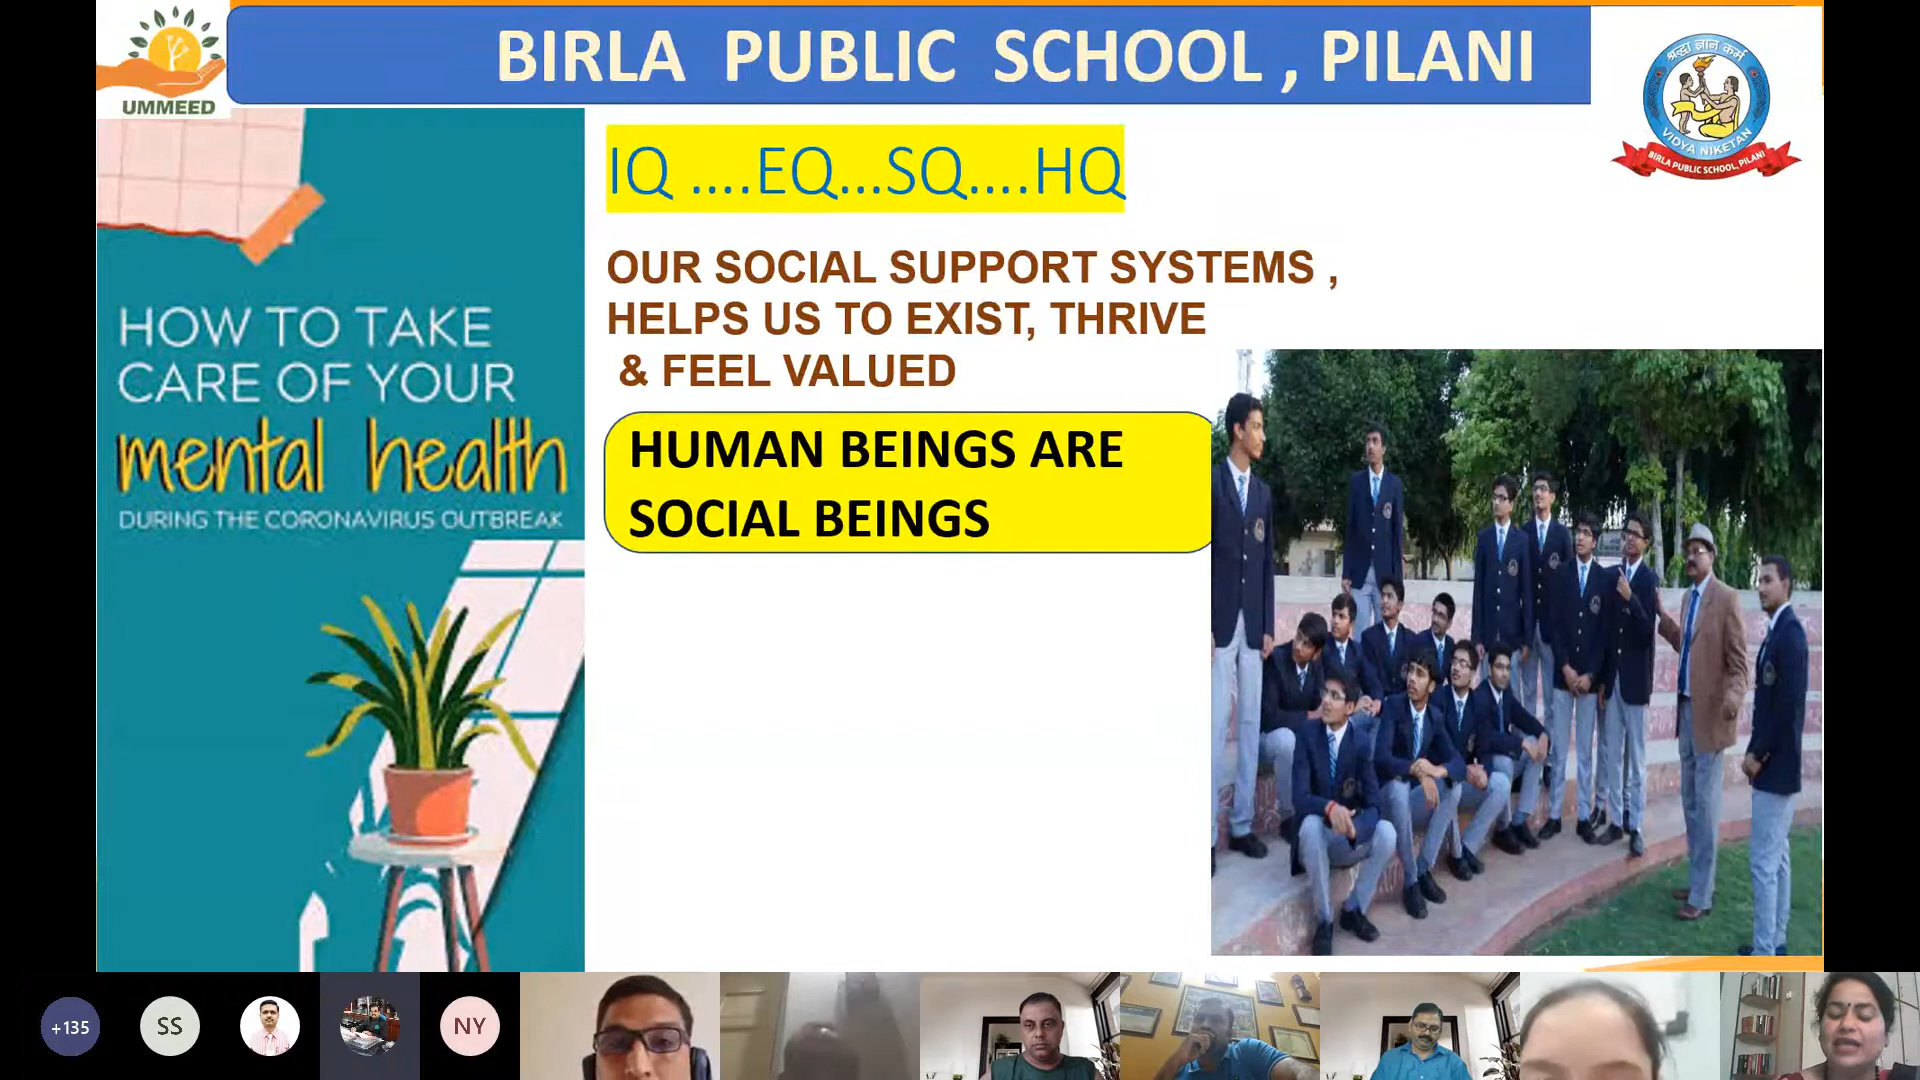 UMMEED
BIRLA PUBLIC SCHOOL , PILANI
श्रद्धा ज्ञान कर्म
VIDYA NIKETAN
BIRLA PUBLIC SCHOOL, PILANI
HOW TO TAKE
CARE OF YOUR
mental health
DURING THE CORONAVIRUS OUTBREAK
IQ ....EQ...SQ....HQ
OUR SOCIAL SUPPORT SYSTEMS ,
HELPS US TO EXIST, THRIVE
& FEEL VALUED
HUMAN BEINGS ARE
SOCIAL BEINGS
+135
SS
NY